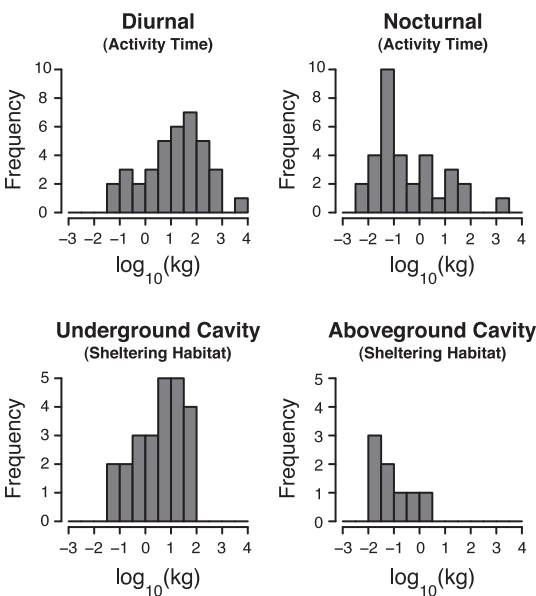 Diurnal
(Activity Time)
Frequency
10
8
6
4
2
0
−3 −2 −1 0 1 2 3 4
log10(kg)
Nocturnal
(Activity Time)
Frequency
10
8
6
4
2
0
−3 −2 −1 0 1 2 3 4
log10(kg)
Underground Cavity
(Sheltering Habitat)
Frequency
5
4
3
2
1
0
−3 −2 −1 0 1 2 3 4
log10(kg)
Aboveground Cavity
(Sheltering Habitat)
Frequency
5
4
3
2
1
0
−3 −2 −1 0 1 2 3 4
log10(kg)